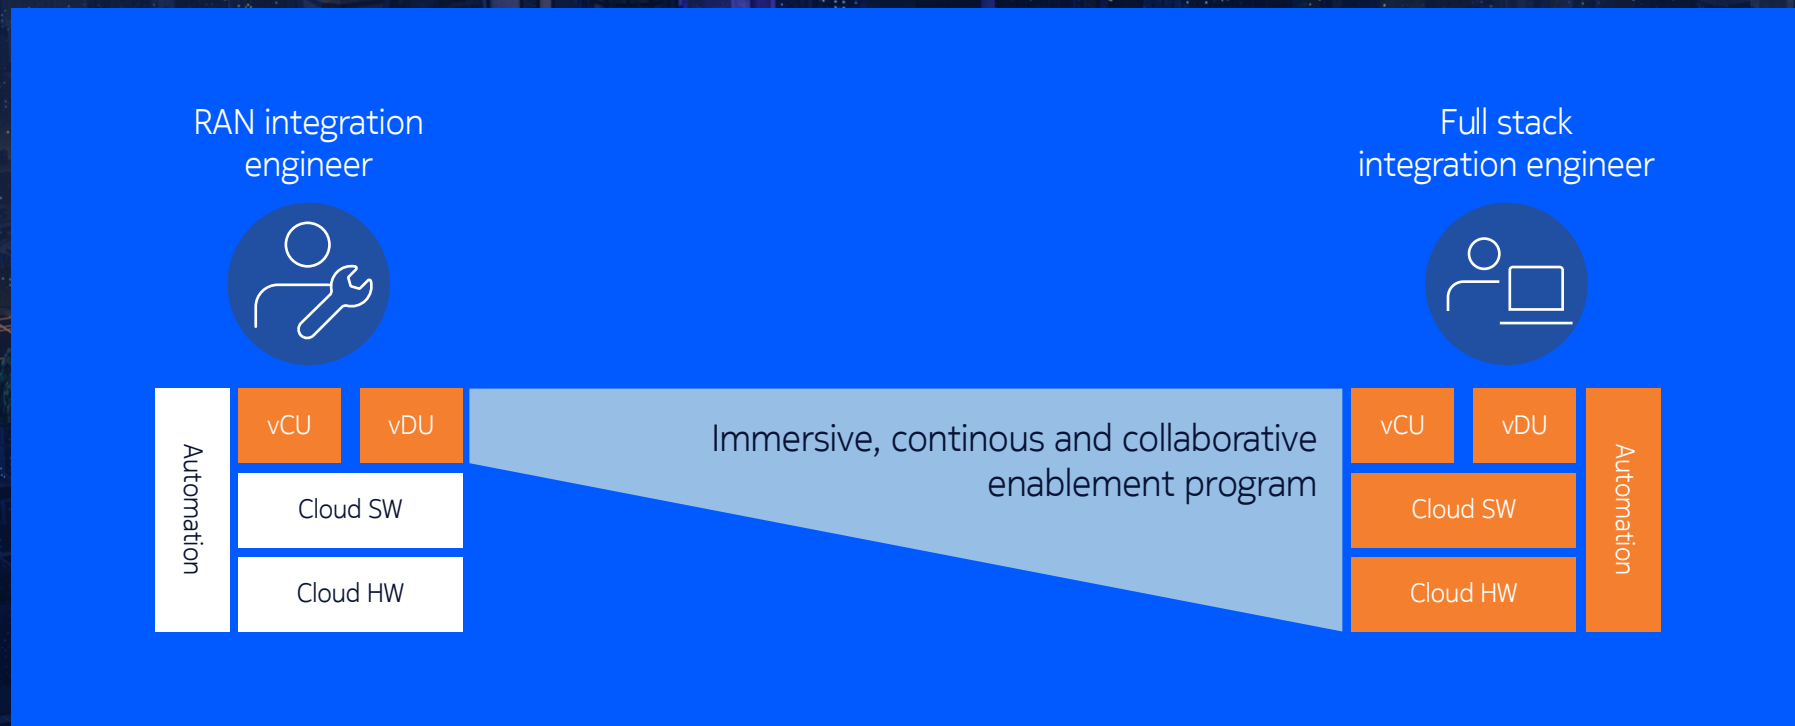 RAN integration
engineer
Full stack
integration engineer
Automation
vCU
vDU
Cloud SW
Cloud HW
Immersive, continous and collaborative
enablement program
vCU
vDU
Cloud SW
Cloud HW
Automation